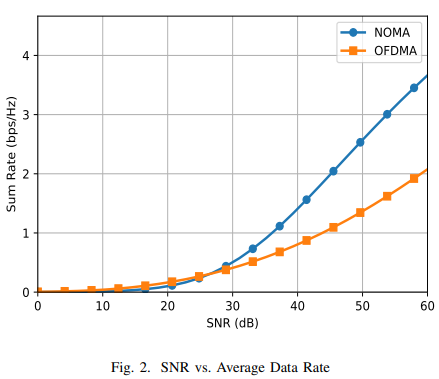 NOMA
OFDMA
4
3
2
1
0
Sum Rate (bps/Hz)
0 10 20 30 40 50 60
SNR (dB)
Fig. 2. SNR vs. Average Data Rate